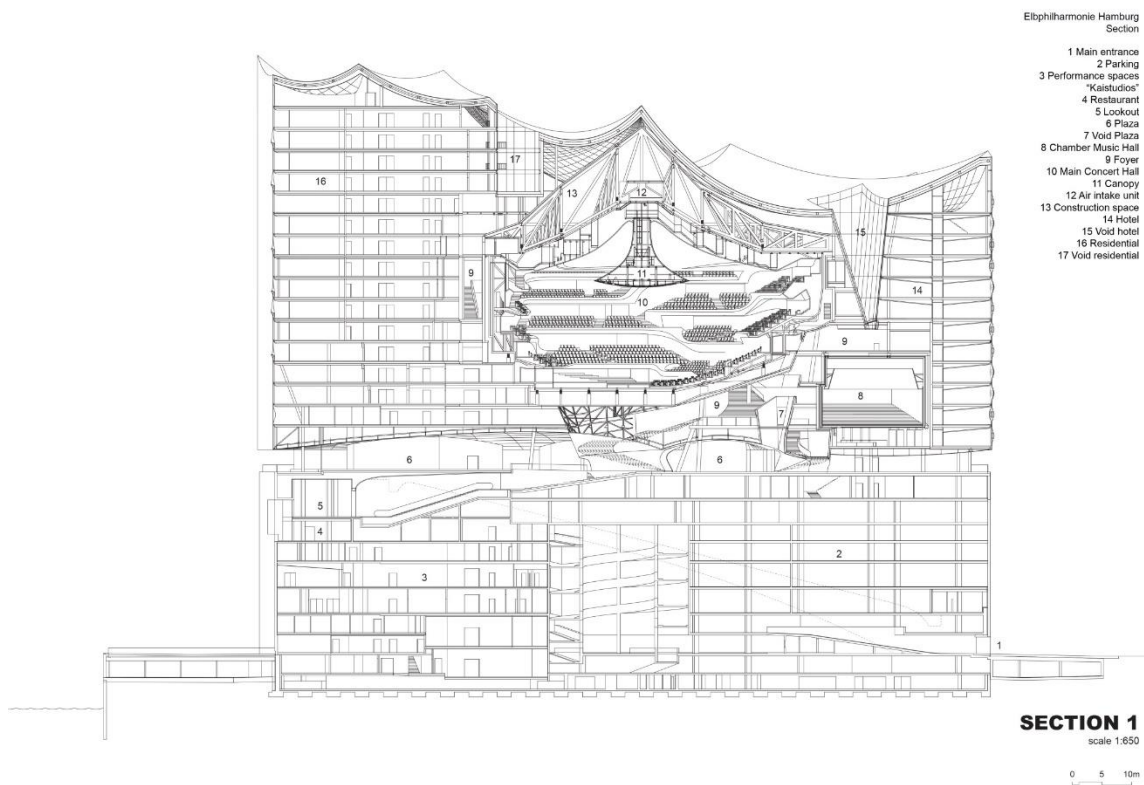 Elbphilharmonie Hamburg
Section
1 Main entrance
2 Parking
3 Performance spaces
"Kaistudios"
4 Restaurant
5 Lookout
6 Plaza
7 Void Plaza
8 Chamber Music Hall
9 Foyer
10 Main Concert Hall
11 Canopy
12 Air intake unit
13 Construction space
14 Hotel
15 Void hotel
16 Residential
17 Void residential
17
16
13
12
15
9
11
14
10
9
8
9
7
6
6
5
4
2
3
1
SECTION 1
scale 1:650
0 5 10m